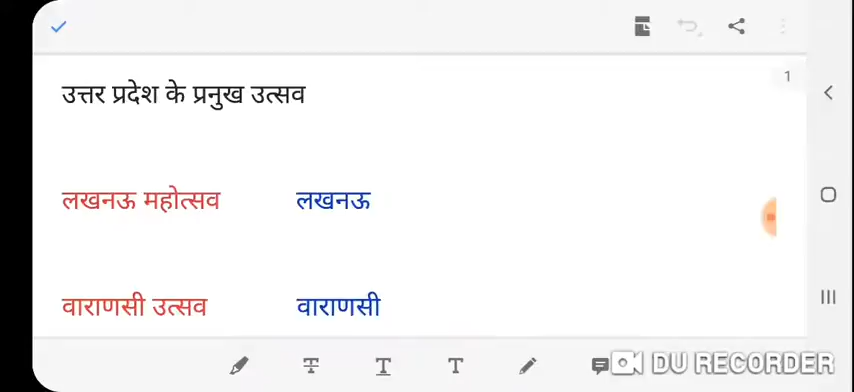 1
उत्तर प्रदेश के प्रनुख उत्सव
लखनऊ महोत्सव लखनऊ
वाराणसी उत्सव वाराणसी
T T T
DU RECORDER